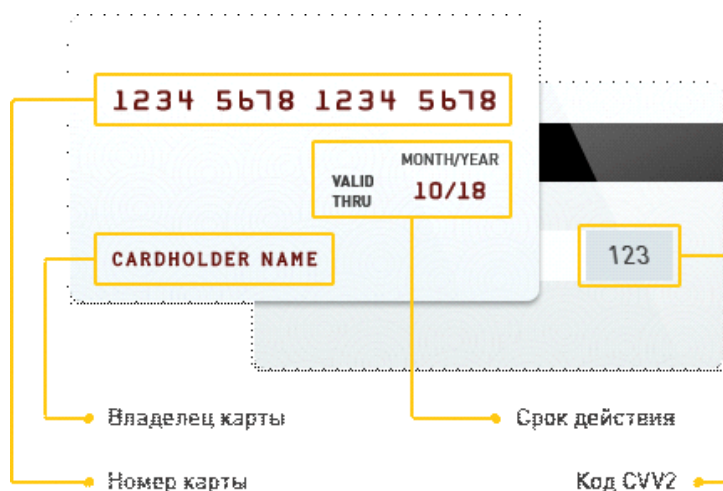 1234 5678 1234 5678
MONTH/YEAR
VALID
THRU
10/18
CARDHOLDER NAME
123
Владелец карты
Срок действия
Номер карты
Код CVV2